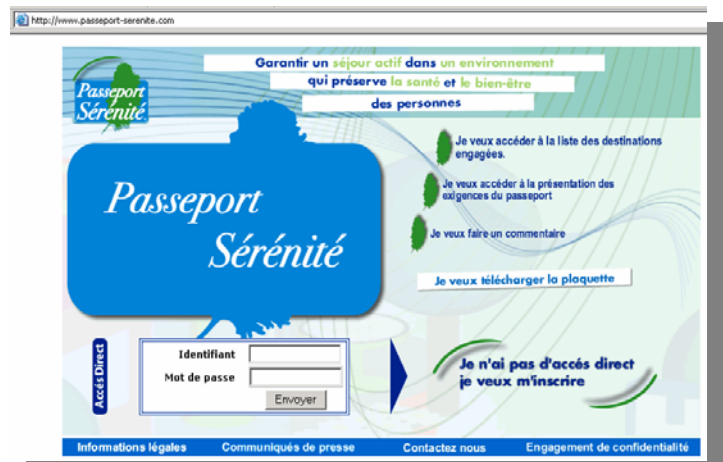 http://www.passeport-serenite.com
Garantir un séjour actif dans un environnement
qui préserve la santé et le bien-être
des personnes
Passeport
Sérénité.
Je veux accéder à la liste des destinations
engagées.
Je veux accéder à la présentation des
exigences du passeport
Je veux faire un commentaire
Passeport
Sérénité
Je veux télécharger la plaquette
Accés Direct
Identifiant
Mot de passe
Envoyer
Je n'ai pas d'accés direct
je veux m'inscrire
Informations légales Communiqués de presse Contactez nous Engagement de confidentialité